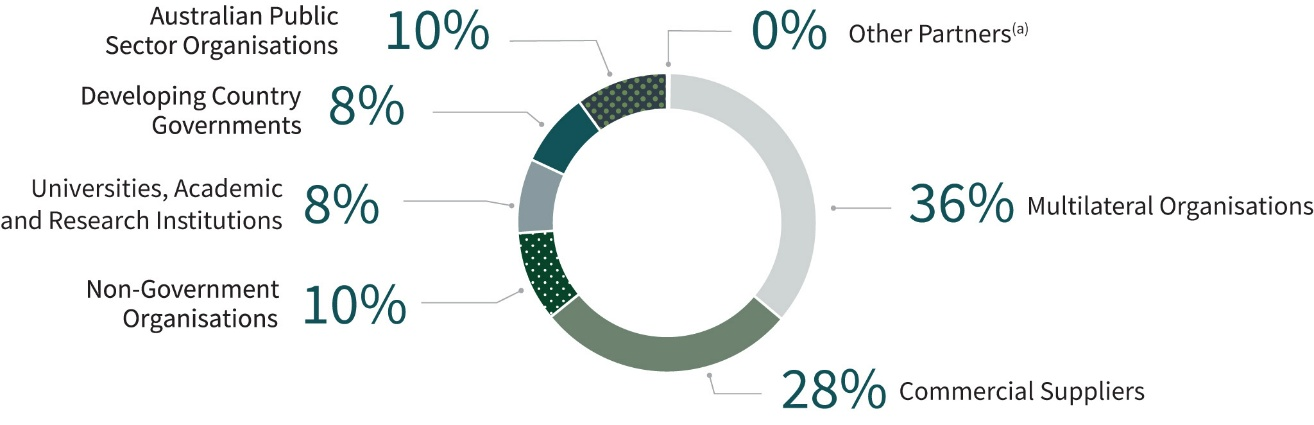 Australian Public
Sector Organisations
10%
0% Other Partners(a)
Developing Country
Governments
8%
Universities, Academic
and Research Institutions
8%
36% Multilateral Organisations
Non-Government
Organisations
10%
28% Commercial Suppliers